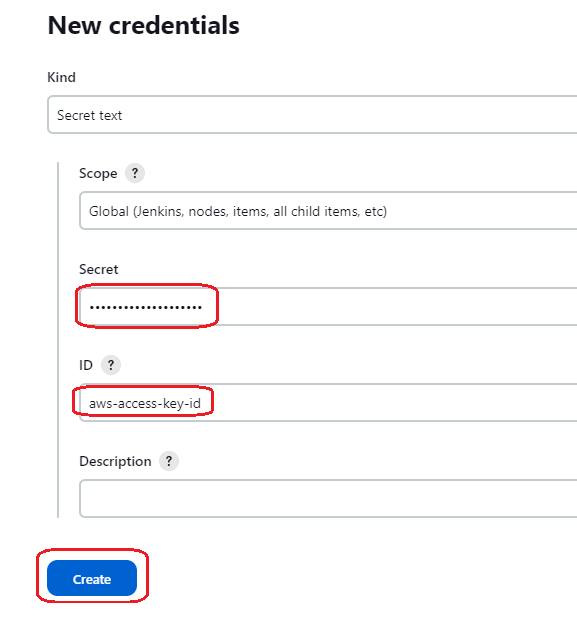 New credentials
Kind
Secret text
Scope ?
Global (Jenkins, nodes, items, all child items, etc)
Secret
••••••••••••••••••••
ID ?
aws-access-key-id
Description ?
Create